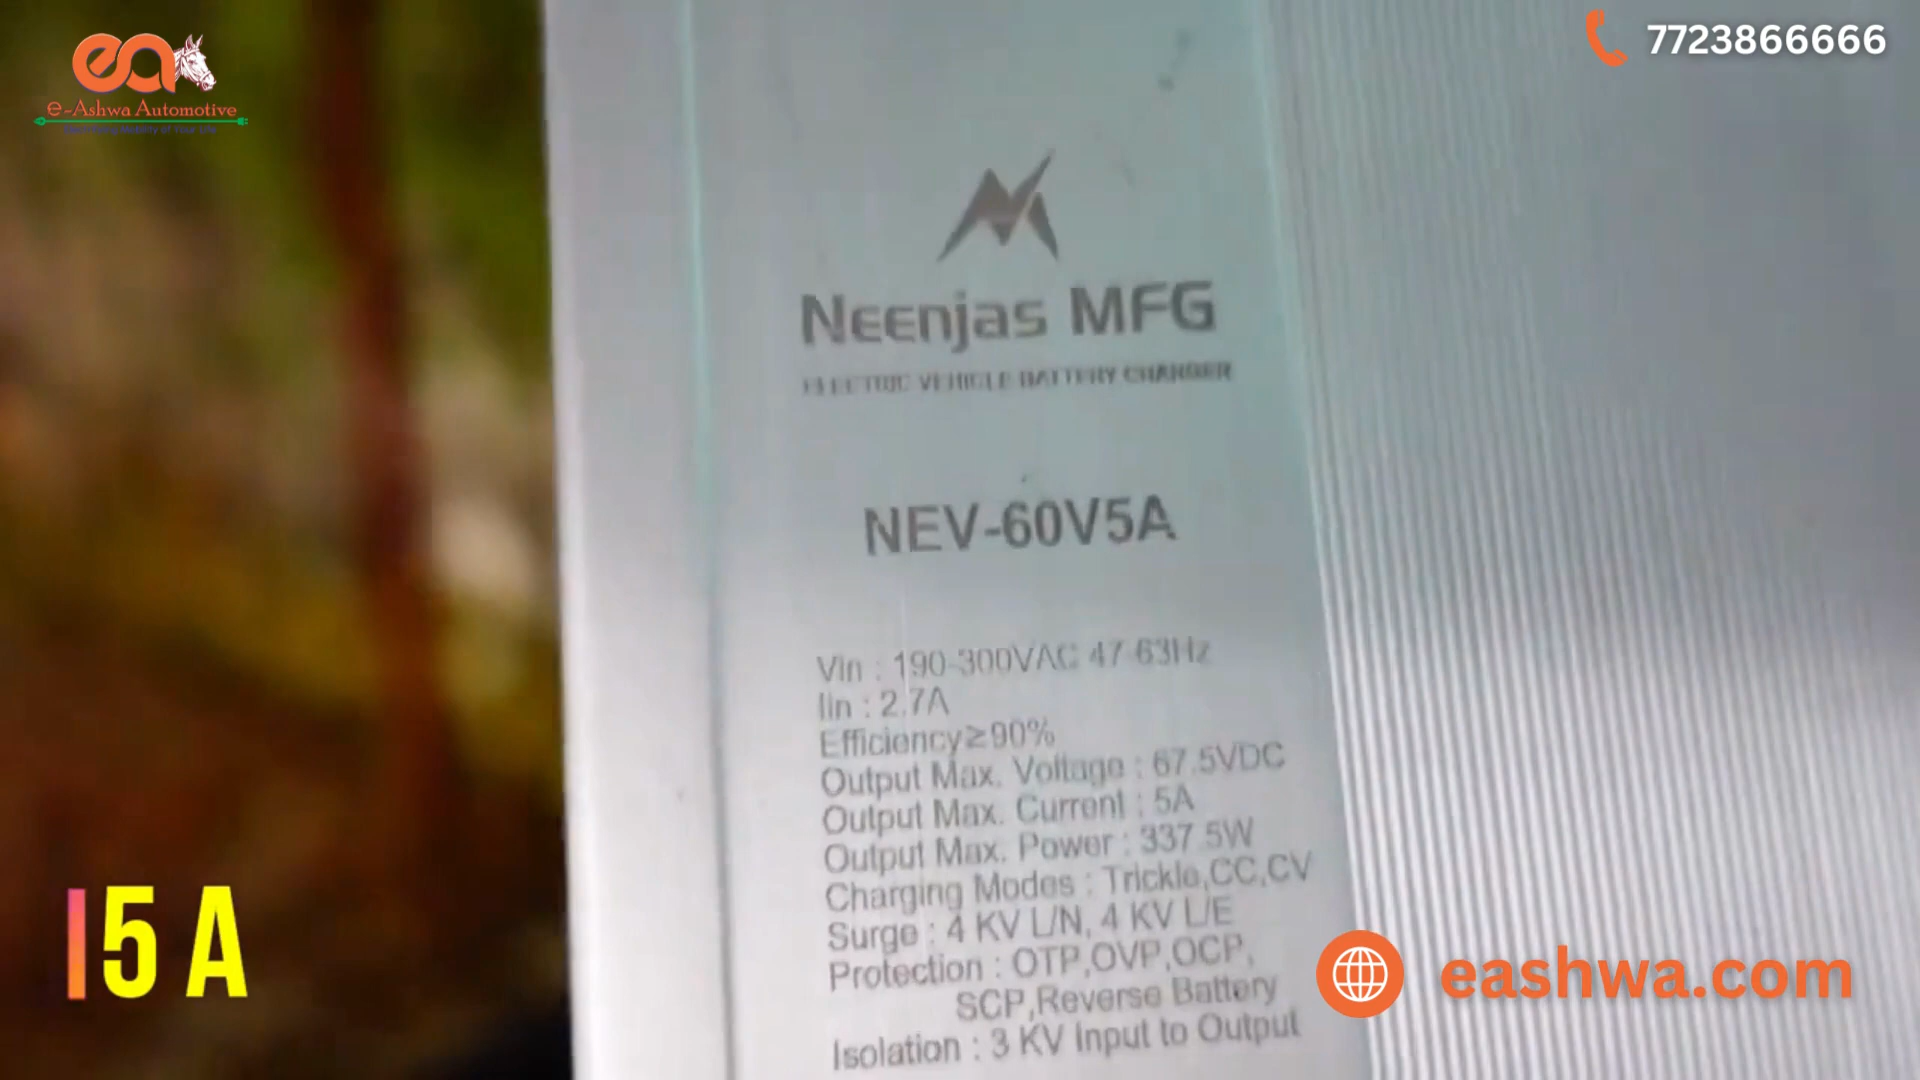 ea
e-Ashwa Automotive
7723866666
Neenjas MFG
ELECTRIC VEHICLE BATTERY CHARGER
NEV-60V5A
Vin : 190-300VAC 47-63Hz
Iin : 2.7A
Efficiency≥90%
Output Max. Voltage : 67.5VDC
Output Max. Current : 5A
Output Max. Power : 337.5W
Charging Modes : Trickle,CC,CV
Surge : 4 KV L/N, 4 KV L/E
Protection : OTP,OVP,OCP,
SCP,Reverse Battery
Isolation : 3 KV Input to Output
5 A
eashwa.com